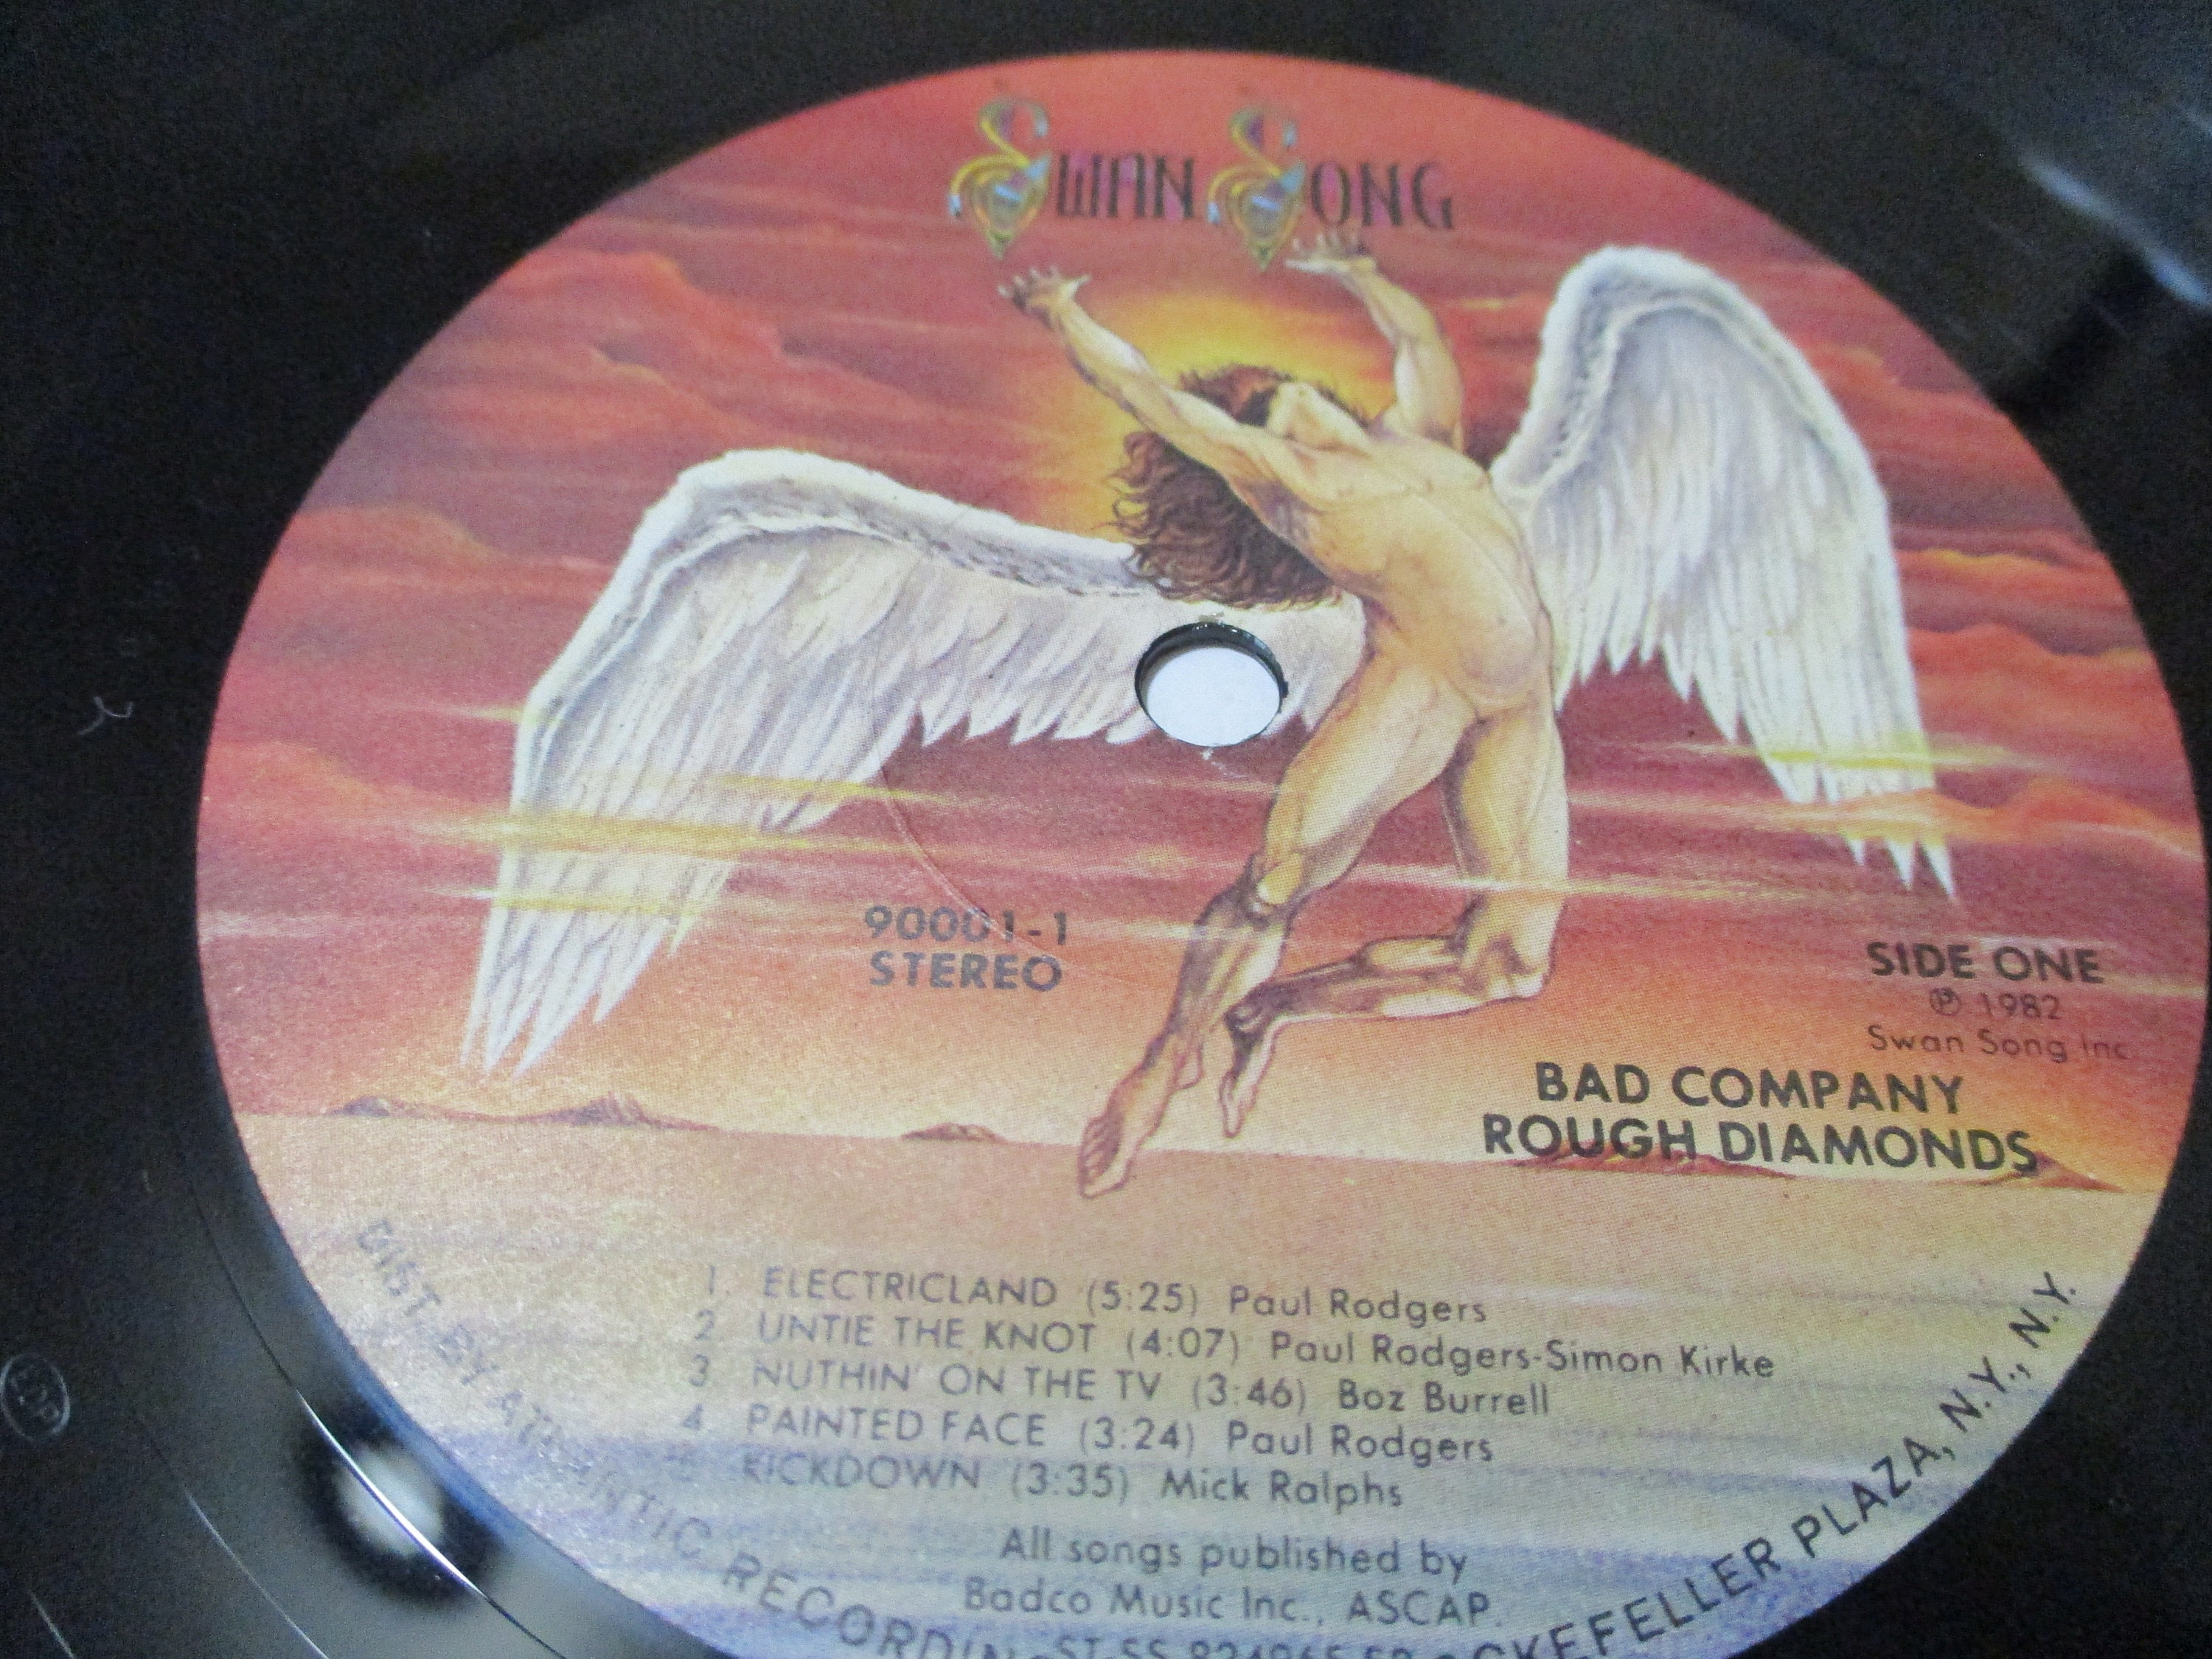 SWAN SONG
90001-1
STEREO
SIDE ONE
℗ 1982
Swan Song Inc.
BAD COMPANY
ROUGH DIAMONDS
1. ELECTRICLAND (5:25) Paul Rodgers
2. UNTIE THE KNOT (4:07) Paul Rodgers-Simon Kirke
3. NUTHIN' ON THE TV (3:46) Boz Burrell
4. PAINTED FACE (3:24) Paul Rodgers
KICKDOWN (3:35) Mick Ralphs
All songs published by
Badco Music Inc., ASCAP.
DIST. BY ATLANTIC RECORDIN ROCKEFELLER PLAZA, N.Y., N.Y.